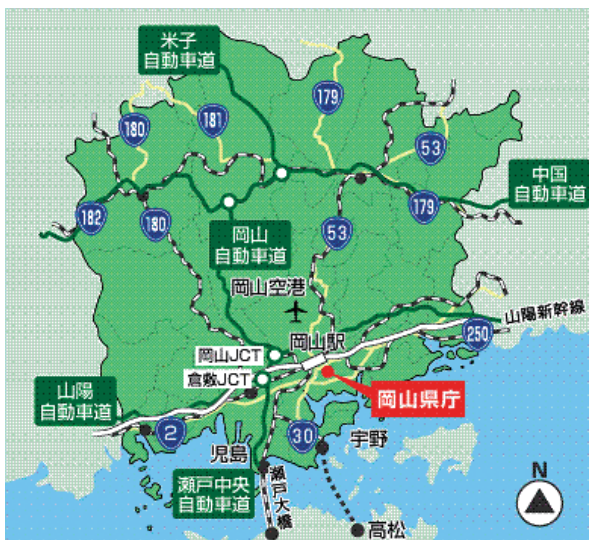 米子
自動車道
179
181
180
53
中国
自動車道
182
180
179
岡山
自動車道
53
岡山空港
山陽新幹線
岡山駅
250
岡山JCT
倉敷JCT
岡山県庁
山陽
自動車道
2
30
児島
宇野
瀬戸中央
自動車道
瀬戸大橋
高松
N